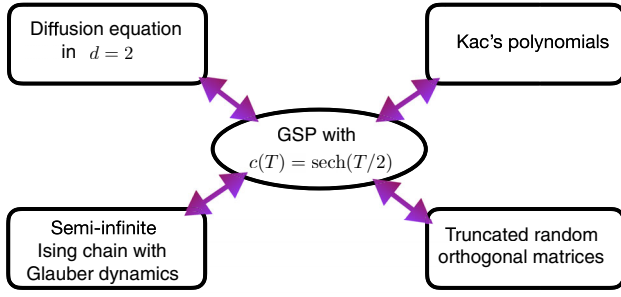 Diffusion equation
in d = 2
Kac's polynomials
GSP with
c(T) = sech(T/2)
Semi-infinite
Ising chain with
Glauber dynamics
Truncated random
orthogonal matrices